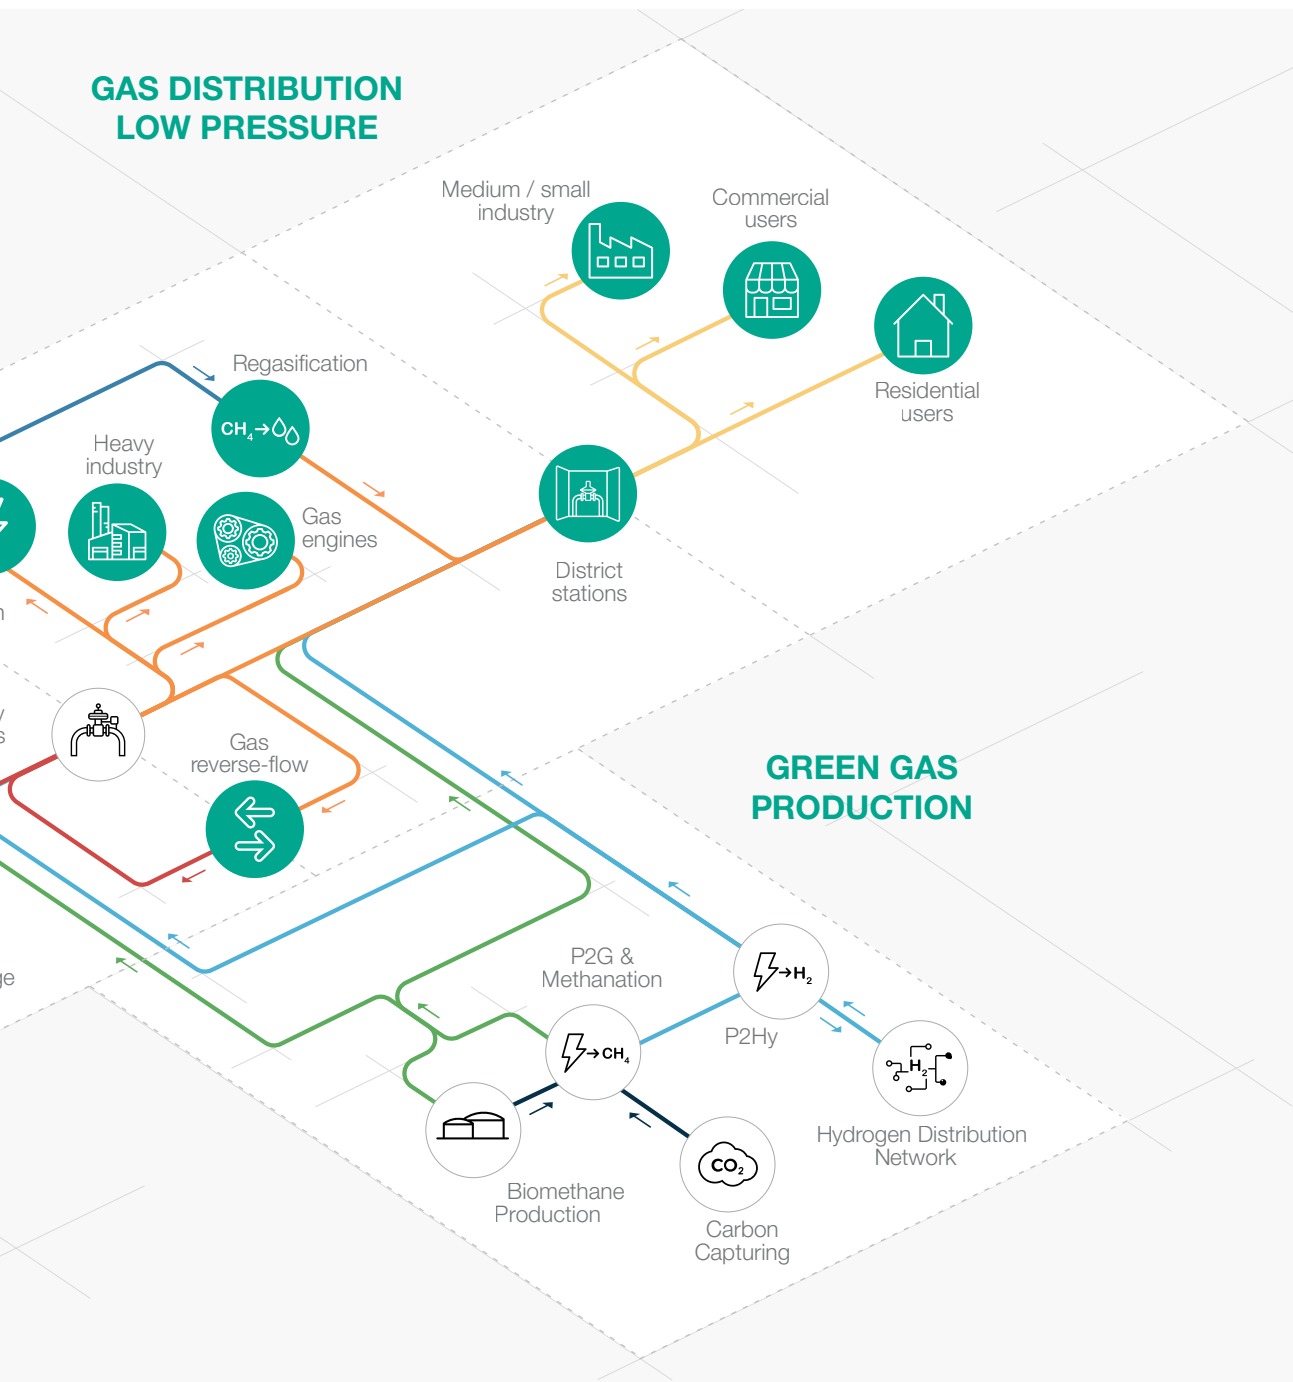 GAS DISTRIBUTION
LOW PRESSURE
Medium / small
industry
Commercial
users
Residential
users
Regasification
CH₄→
Heavy
industry
Gas
engines
District
stations
Gas
reverse-flow
GREEN GAS
PRODUCTION
P2G &
Methanation
→CH₄
→H₂
P2Hy
H₂
Hydrogen Distribution
Network
Biomethane
Production
CO₂
Carbon
Capturing